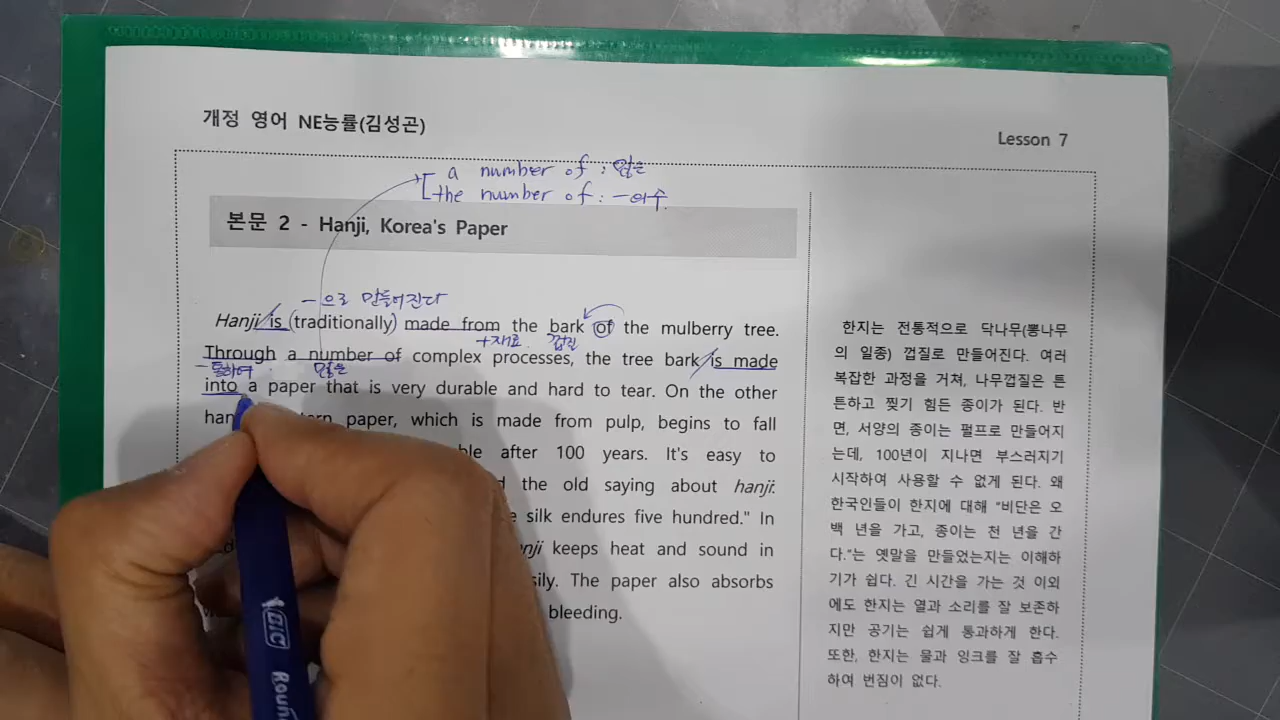 개정 영어 NE능률(김성곤)
Lesson 7
a number of : 많은
the number of : ~의 수
본문 2 - Hanji, Korea's Paper
~으로 만들어진다
Hanji is (traditionally) made from the bark of the mulberry tree.
+재료 껍질
Through a number of complex processes, the tree bark is made
~통하여 많은
into a paper that is very durable and hard to tear. On the other
paper, which is made from pulp, begins to fall
after 100 years. It's easy to
the old saying about hanji:
silk endures five hundred." In
keeps heat and sound in
The paper also absorbs
bleeding.
한지는 전통적으로 닥나무(뽕나무
의 일종) 껍질로 만들어진다. 여러
복잡한 과정을 거쳐, 나무껍질은 튼
튼하고 찢기 힘든 종이가 된다. 반
면, 서양의 종이는 펄프로 만들어지
는데, 100년이 지나면 부스러지기
시작하여 사용할 수 없게 된다. 왜
한국인들이 한지에 대해 "비단은 오
백 년을 가고, 종이는 천 년을 간
다."는 옛말을 만들었는지는 이해하
기가 쉽다. 긴 시간을 가는 것 이외
에도 한지는 열과 소리를 잘 보존하
지만 공기는 쉽게 통과하게 한다.
또한, 한지는 물과 잉크를 잘 흡수
하여 번짐이 없다.
BIC Roun